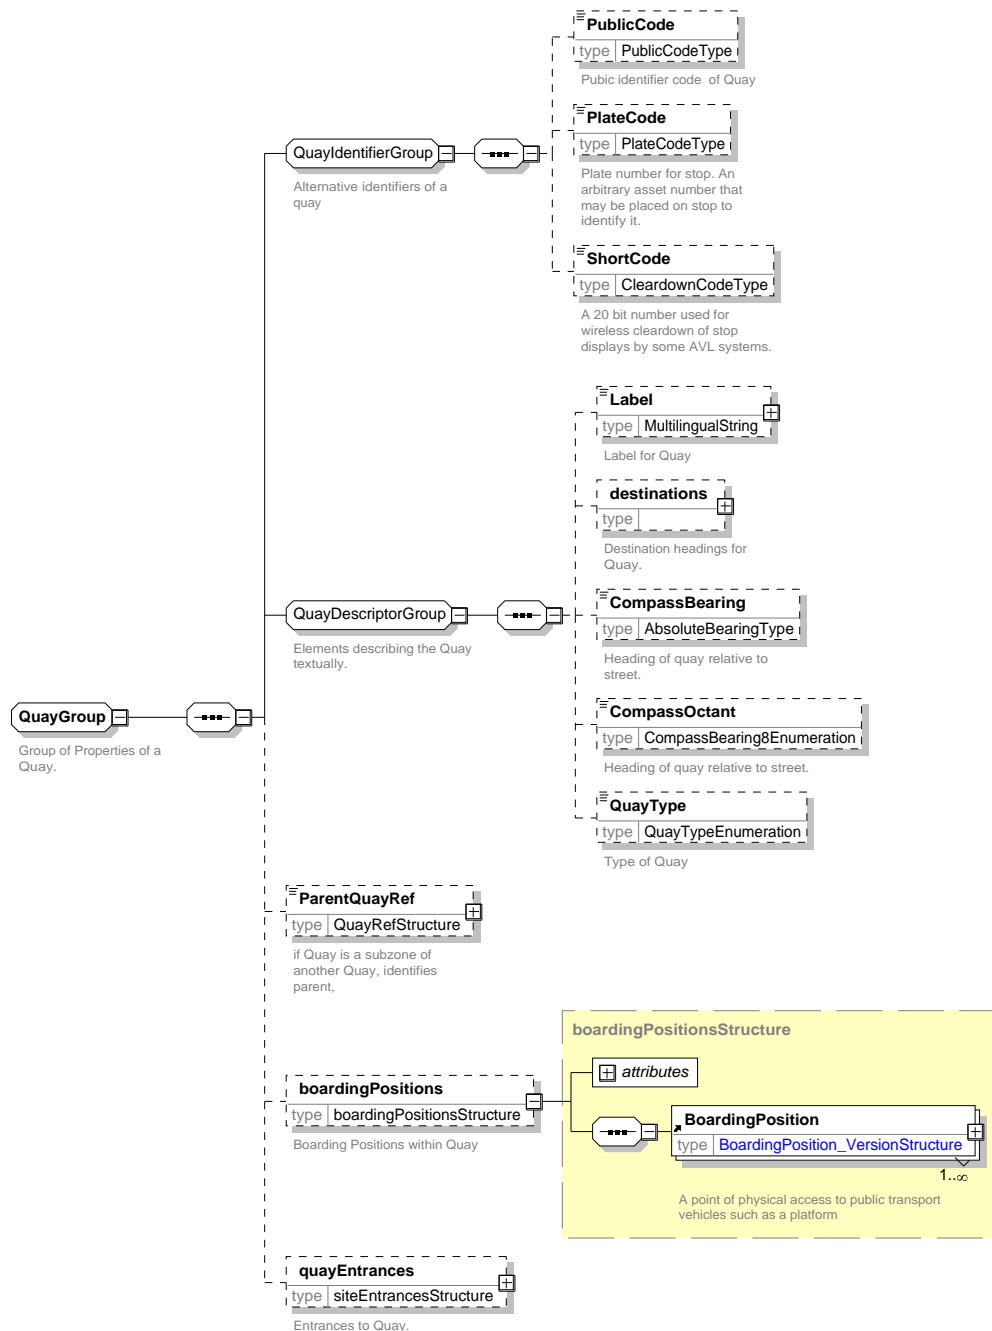 PublicCode
type PublicCodeType
Pubic identifier code  of Quay
PlateCode
type PlateCodeType
Plate number for stop. An
arbitrary asset number that
may be placed on stop to
identify it.
QuayIdentifierGroup
Alternative identifiers of a
quay
ShortCode
type CleardownCodeType
A 20 bit number used for
wireless cleardown of stop
displays by some AVL systems.
Label
type MultilingualString
Label for Quay
destinations
type
Destination headings for
Quay.
QuayDescriptorGroup
Elements describing the Quay
textually.
CompassBearing
type AbsoluteBearingType
Heading of quay relative to
street.
CompassOctant
type CompassBearing8Enumeration
Heading of quay relative to street.
QuayType
type QuayTypeEnumeration
Type of Quay
QuayGroup
Group of Properties of a
Quay.
ParentQuayRef
type QuayRefStructure
if Quay is a subzone of
another Quay, identifies
parent,
boardingPositionsStructure
attributes
boardingPositions
type boardingPositionsStructure
Boarding Positions within Quay
BoardingPosition
type BoardingPosition_VersionStructure
1..∞
A point of physical access to public transport
vehicles such as a platform
quayEntrances
type siteEntrancesStructure
Entrances to Quay.